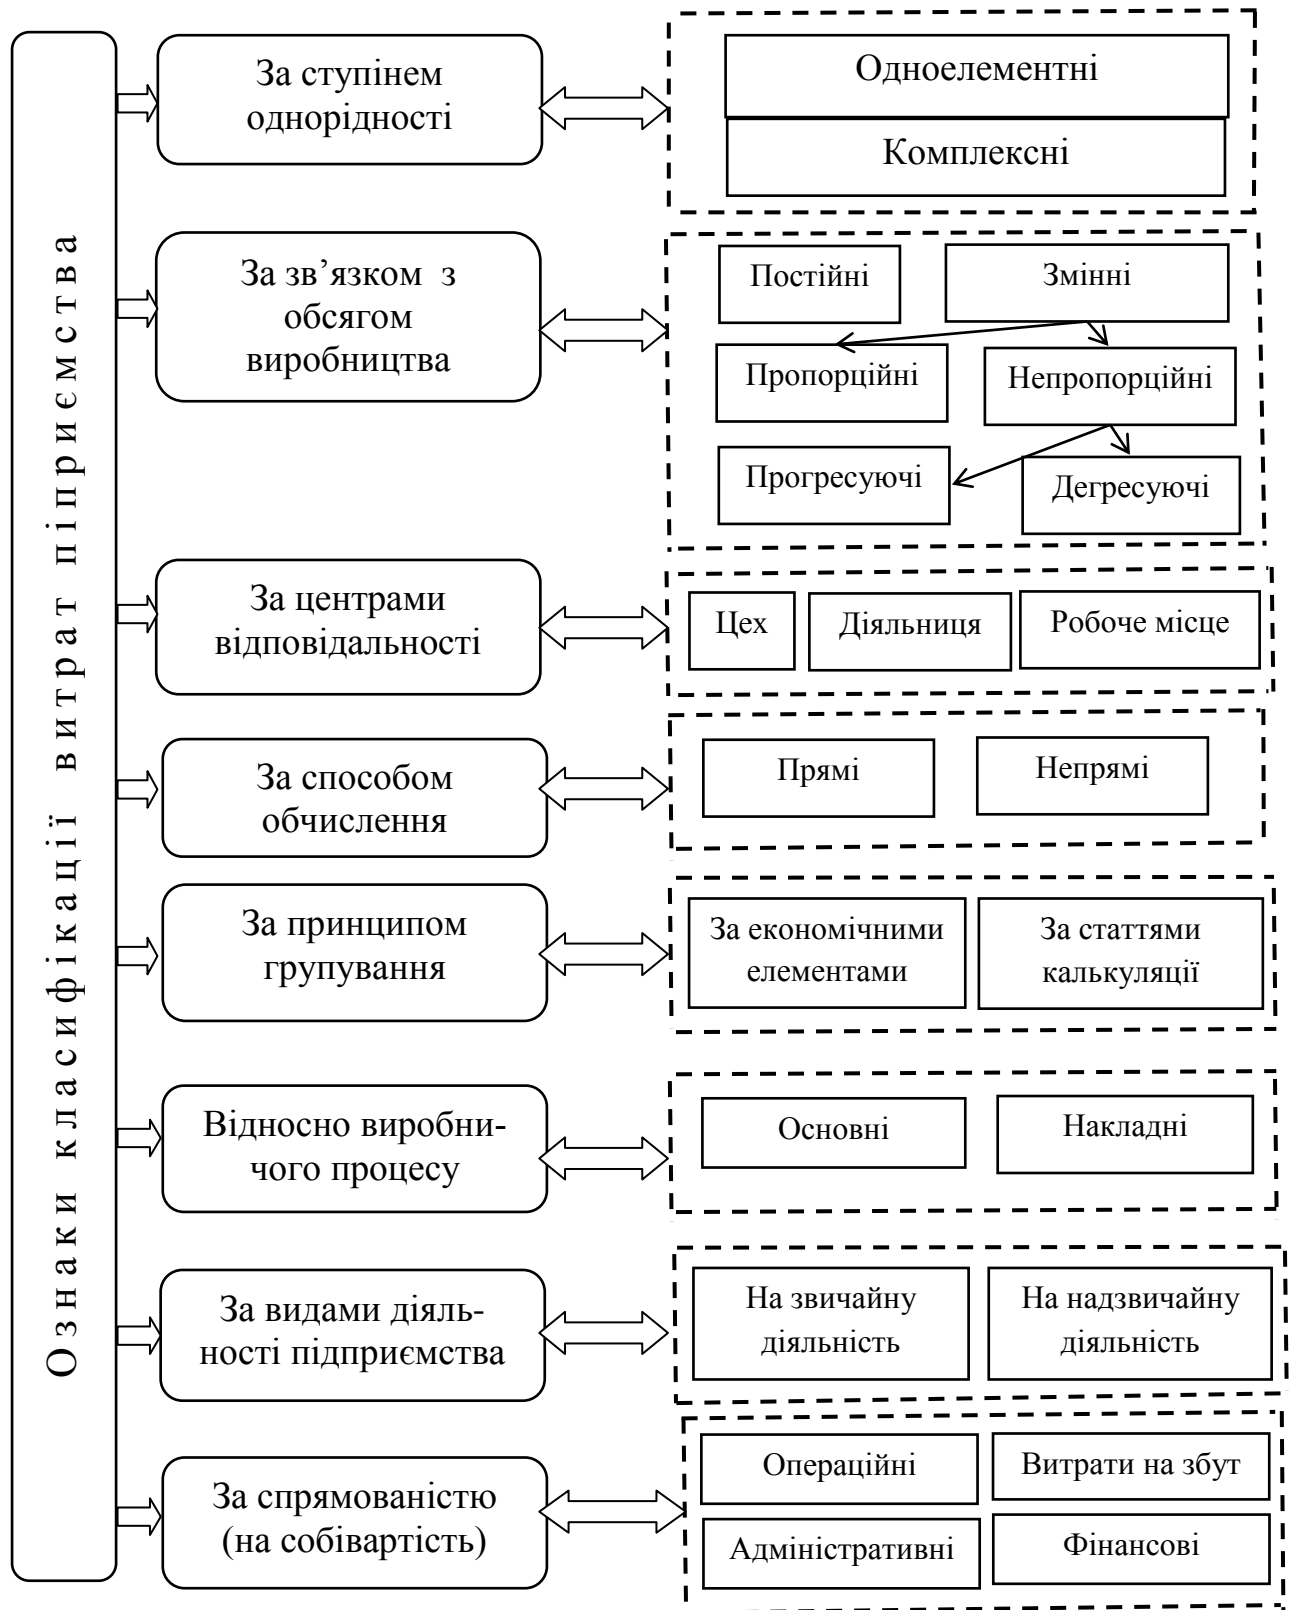 Ознаки класифікації витрат піприємства
За ступінем
однорідності
Одноелементні
Комплексні
За зв’язком з
обсягом
виробництва
Постійні
Змінні
Пропорційні
Непропорційні
Прогресуючі
Дегресуючі
За центрами
відповідальності
Цех
Діяльниця
Робоче місце
За способом
обчислення
Прямі
Непрямі
За принципом
групування
За економічними
елементами
За статтями
калькуляції
Відносно виробни-
чого процесу
Основні
Накладні
За видами діяль-
ності підприємства
На звичайну
діяльність
На надзвичайну
діяльність
За спрямованістю
(на собівартість)
Операційні
Витрати на збут
Адміністративні
Фінансові